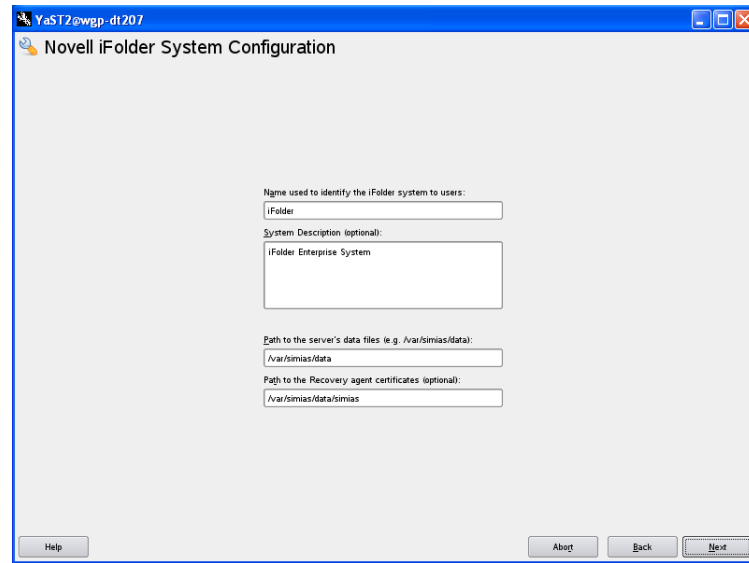 YaST2@wgp-dt207
Novell iFolder System Configuration
Name used to identify the iFolder system to users:
iFolder
System Description (optional):
iFolder Enterprise System
Path to the server's data files (e.g. /var/simias/data):
/var/simias/data
Path to the Recovery agent certificates (optional):
/var/simias/data/simias
Help
Abort
Back
Next